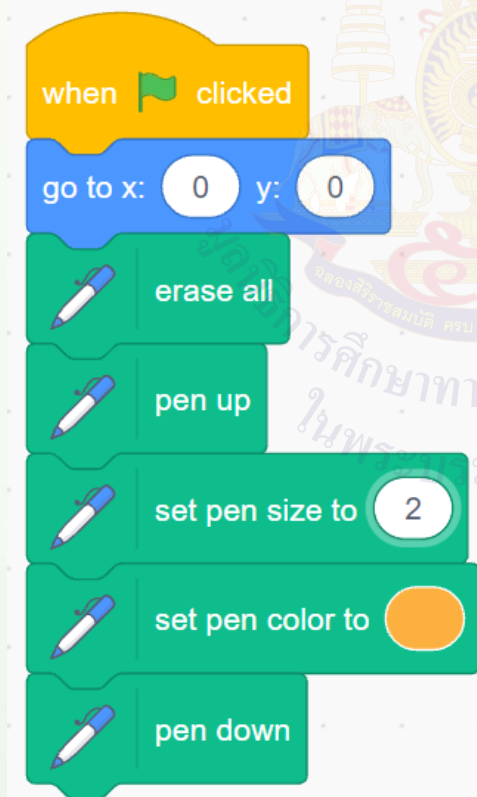 when clicked
go to x: 0 y: 0
erase all
pen up
set pen size to 2
set pen color to
pen down